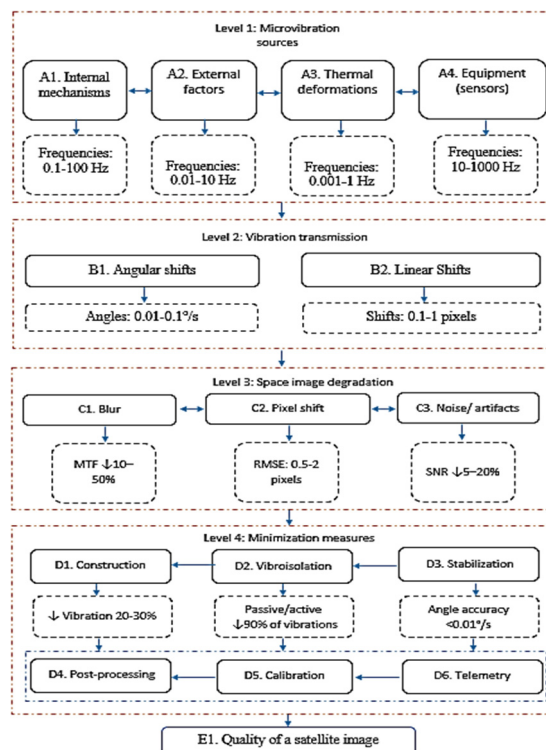 Level 1: Microvibration
sources
A1. Internal
mechanisms
A2. External
factors
A3. Thermal
deformations
A4. Equipment
(sensors)
Frequencies:
0.1-100 Hz
Frequencies:
0.01-10 Hz
Frequencies:
0.001-1 Hz
Frequencies:
10-1000 Hz
Level 2: Vibration transmission
B1. Angular shifts
B2. Linear Shifts
Angles: 0.01-0.1°/s
Shifts: 0.1-1 pixels
Level 3: Space image degradation
C1. Blur
C2. Pixel shift
C3. Noise/ artifacts
MTF ↓10–
50%
RMSE: 0.5-2
pixels
SNR ↓5–20%
Level 4: Minimization measures
D1. Construction
D2. Vibroisolation
D3. Stabilization
↓ Vibration 20-30%
Passive/active
↓90% of vibrations
Angle accuracy
<0.01°/s
D4. Post-processing
D5. Calibration
D6. Telemetry
E1. Quality of a satellite image